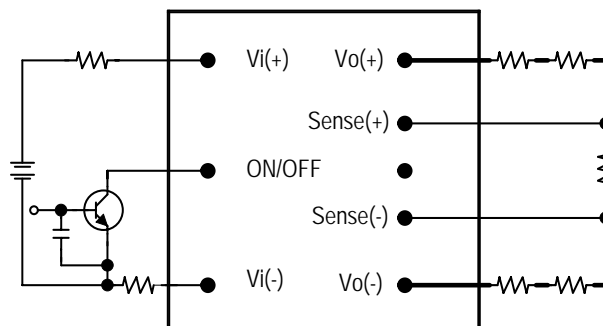 Vi(+) Vo(+)
Sense(+)
ON/OFF
Sense(-)
Vi(-) Vo(-)